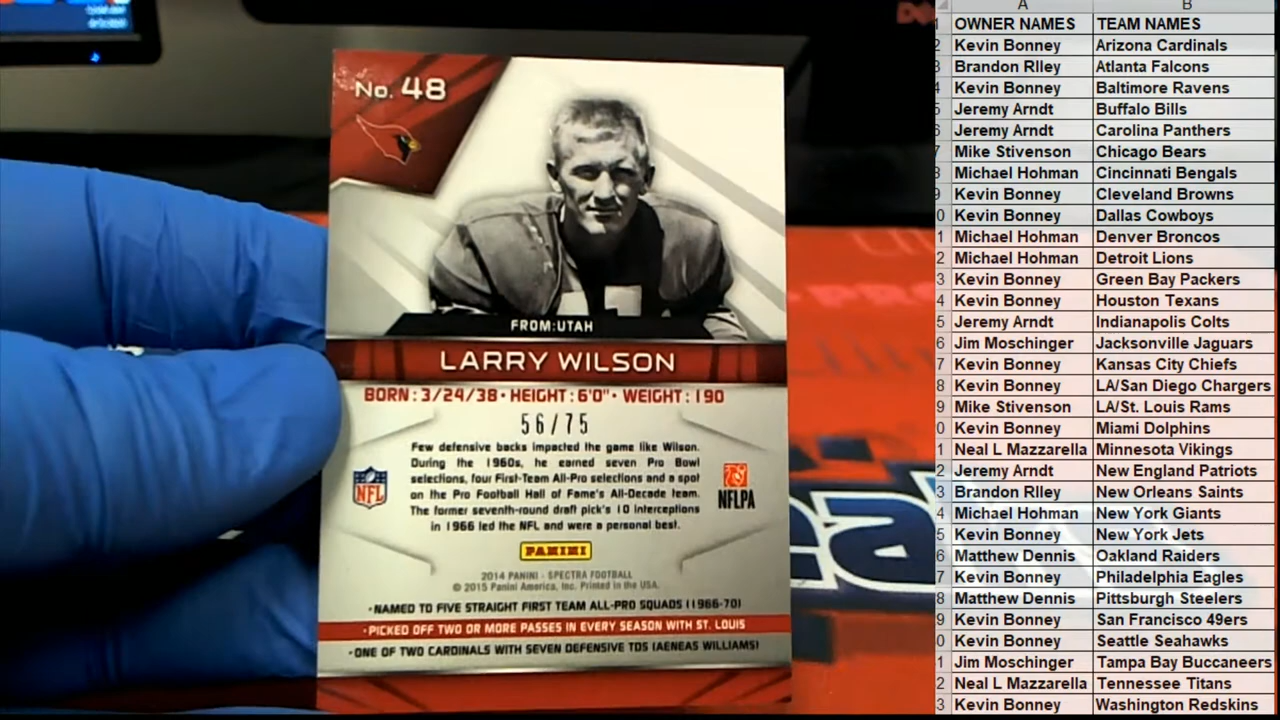 No. 48
FROM:UTAH
LARRY WILSON
BORN : 3/24/38 · HEIGHT : 6'0" · WEIGHT : 190
56/75
Few defensive backs impacted the game like Wilson.
During the 1960s, he earned seven Pro Bowl
selections, four First-Team All-Pro selections and a spot
on the Pro Football Hall of Fame's All-Decade team.
The former seventh-round draft pick's 10 interceptions
in 1966 led the NFL and were a personal best.
NFL
NFLPA
PANINI
2014 PANINI - SPECTRA FOOTBALL
© 2015 Panini America, Inc. Printed in the USA.
·NAMED TO FIVE STRAIGHT FIRST TEAM ALL-PRO SQUADS (1966-70)
·PICKED OFF TWO OR MORE PASSES IN EVERY SEASON WITH ST. LOUIS
·ONE OF TWO CARDINALS WITH SEVEN DEFENSIVE TDS (AENEAS WILLIAMS)
A B
OWNER NAMES TEAM NAMES
Kevin Bonney Arizona Cardinals
Brandon RIley Atlanta Falcons
Kevin Bonney Baltimore Ravens
Jeremy Arndt Buffalo Bills
Jeremy Arndt Carolina Panthers
Mike Stivenson Chicago Bears
Michael Hohman Cincinnati Bengals
Kevin Bonney Cleveland Browns
Kevin Bonney Dallas Cowboys
Michael Hohman Denver Broncos
Michael Hohman Detroit Lions
Kevin Bonney Green Bay Packers
Kevin Bonney Houston Texans
Jeremy Arndt Indianapolis Colts
Jim Moschinger Jacksonville Jaguars
Kevin Bonney Kansas City Chiefs
Kevin Bonney LA/San Diego Chargers
Mike Stivenson LA/St. Louis Rams
Kevin Bonney Miami Dolphins
Neal L Mazzarella Minnesota Vikings
Jeremy Arndt New England Patriots
Brandon RIley New Orleans Saints
Michael Hohman New York Giants
Kevin Bonney New York Jets
Matthew Dennis Oakland Raiders
Kevin Bonney Philadelphia Eagles
Matthew Dennis Pittsburgh Steelers
Kevin Bonney San Francisco 49ers
Kevin Bonney Seattle Seahawks
Jim Moschinger Tampa Bay Buccaneers
Neal L Mazzarella Tennessee Titans
Kevin Bonney Washington Redskins